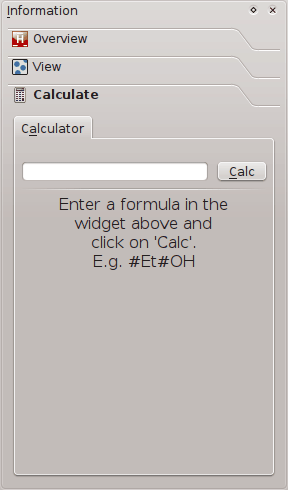 Information
Overview
View
Calculate
Calculator
Calc
Enter a formula in the
widget above and
click on 'Calc'.
E.g. #Et#OH